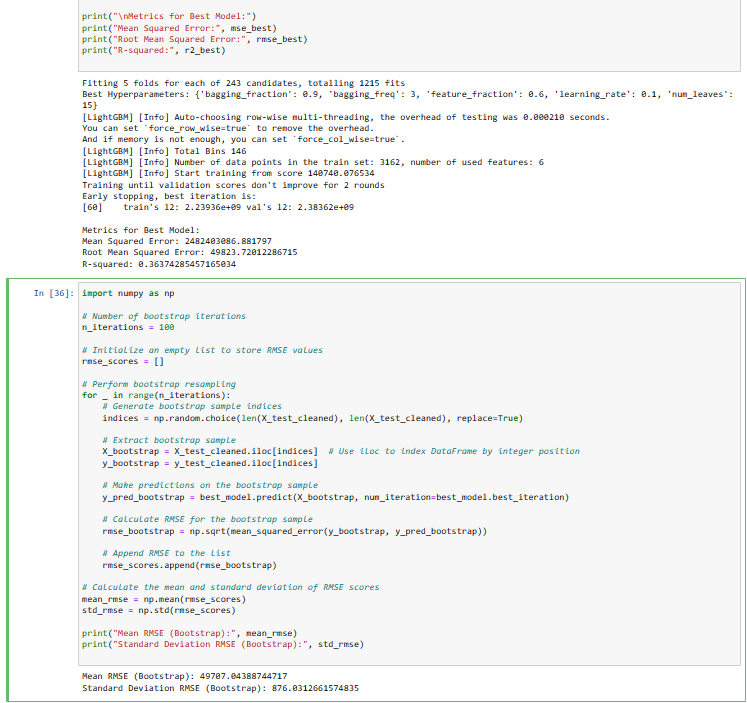 print("\nMetrics for Best Model:")
print("Mean Squared Error:", mse_best)
print("Root Mean Squared Error:", rmse_best)
print("R-squared:", r2_best)
Fitting 5 folds for each of 243 candidates, totalling 1215 fits
Best Hyperparameters: {'bagging_fraction': 0.9, 'bagging_freq': 3, 'feature_fraction': 0.6, 'learning_rate': 0.1, 'num_leaves':
15}
[LightGBM] [Info] Auto-choosing row-wise multi-threading, the overhead of testing was 0.000210 seconds.
You can set `force_row_wise=true` to remove the overhead.
And if memory is not enough, you can set `force_col_wise=true`.
[LightGBM] [Info] Total Bins 146
[LightGBM] [Info] Number of data points in the train set: 3162, number of used features: 6
[LightGBM] [Info] Start training from score 140740.076534
Training until validation scores don't improve for 2 rounds
Early stopping, best iteration is:
[60]    train's l2: 2.23936e+09 val's l2: 2.38362e+09
Metrics for Best Model:
Mean Squared Error: 2482403086.881797
Root Mean Squared Error: 49823.72012286715
R-squared: 0.36374285457165034
In [36]: import numpy as np
# Number of bootstrap iterations
n_iterations = 100
# Initialize an empty list to store RMSE values
rmse_scores = []
# Perform bootstrap resampling
for _ in range(n_iterations):
    # Generate bootstrap sample indices
    indices = np.random.choice(len(X_test_cleaned), len(X_test_cleaned), replace=True)
    # Extract bootstrap sample
    X_bootstrap = X_test_cleaned.iloc[indices]  # Use iloc to index DataFrame by integer position
    y_bootstrap = y_test_cleaned.iloc[indices]
    # Make predictions on the bootstrap sample
    y_pred_bootstrap = best_model.predict(X_bootstrap, num_iteration=best_model.best_iteration)
    # Calculate RMSE for the bootstrap sample
    rmse_bootstrap = np.sqrt(mean_squared_error(y_bootstrap, y_pred_bootstrap))
    # Append RMSE to the list
    rmse_scores.append(rmse_bootstrap)
# Calculate the mean and standard deviation of RMSE scores
mean_rmse = np.mean(rmse_scores)
std_rmse = np.std(rmse_scores)
print("Mean RMSE (Bootstrap):", mean_rmse)
print("Standard Deviation RMSE (Bootstrap):", std_rmse)
Mean RMSE (Bootstrap): 49707.04388744717
Standard Deviation RMSE (Bootstrap): 876.0312661574835